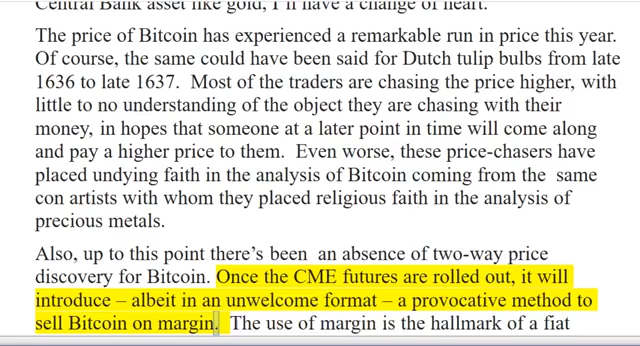 Central Bank asset like gold, I'll have a change of heart.
The price of Bitcoin has experienced a remarkable run in price this year.
Of course, the same could have been said for Dutch tulip bulbs from late
1636 to late 1637.  Most of the traders are chasing the price higher, with
little to no understanding of the object they are chasing with their
money, in hopes that someone at a later point in time will come along
and pay a higher price to them.  Even worse, these price-chasers have
placed undying faith in the analysis of Bitcoin coming from the  same
con artists with whom they placed religious faith in the analysis of
precious metals.
Also, up to this point there's been  an absence of two-way price
discovery for Bitcoin. Once the CME futures are rolled out, it will
introduce – albeit in an unwelcome format – a provocative method to
sell Bitcoin on margin.  The use of margin is the hallmark of a fiat